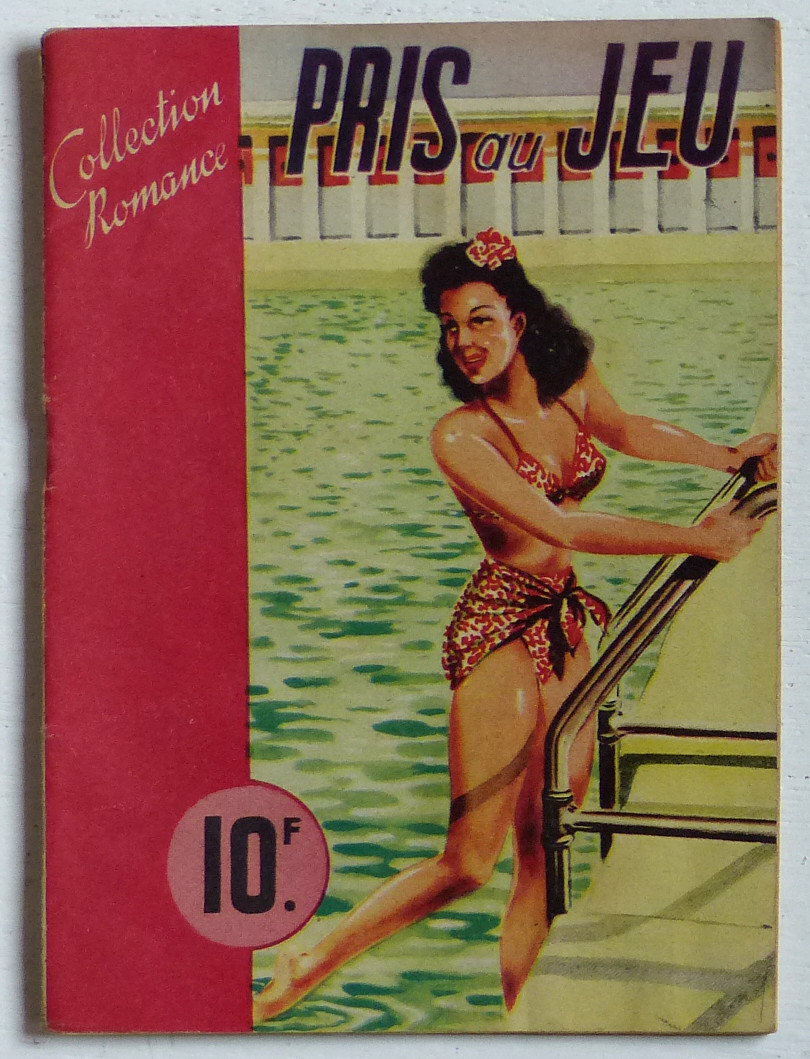 Collection
Romance
PRIS au JEU
10F.